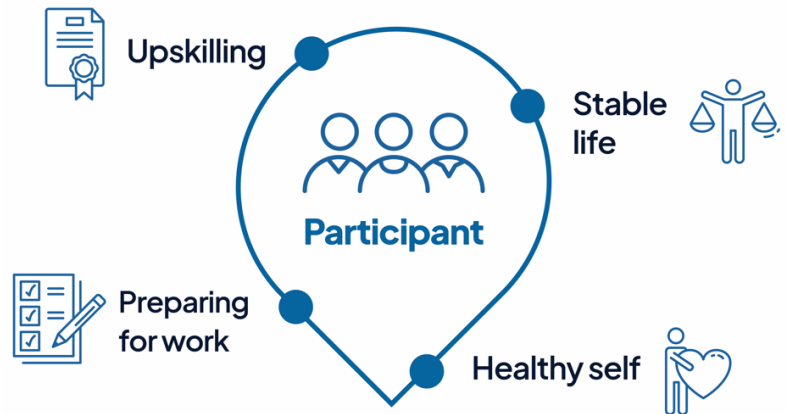 Upskilling
Stable
life
Participant
Preparing
for work
Healthy self